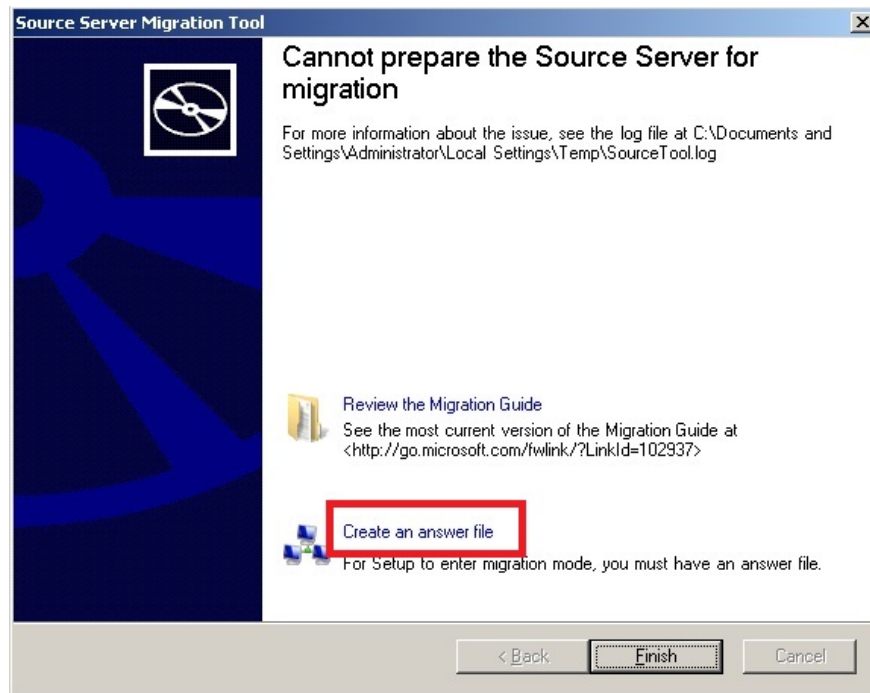 Source Server Migration Tool
Cannot prepare the Source Server for
migration
For more information about the issue, see the log file at C:\Documents and
Settings\Administrator\Local Settings\Temp\SourceTool.log
Review the Migration Guide
See the most current version of the Migration Guide at
<http://go.microsoft.com/fwlink/?LinkId=102937>
Create an answer file
For Setup to enter migration mode, you must have an answer file.
< Back
Finish
Cancel